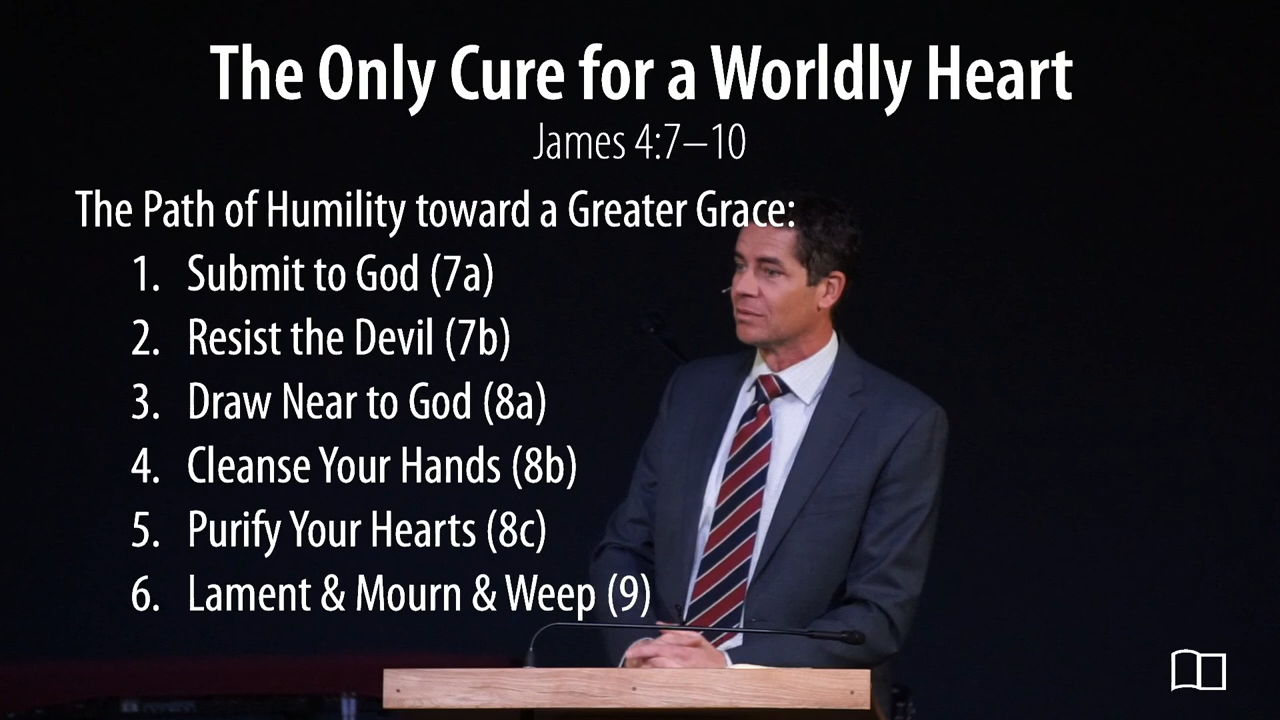 The Only Cure for a Worldly Heart
James 4:7–10
The Path of Humility toward a Greater Grace:
1. Submit to God (7a)
2. Resist the Devil (7b)
3. Draw Near to God (8a)
4. Cleanse Your Hands (8b)
5. Purify Your Hearts (8c)
6. Lament & Mourn & Weep (9)